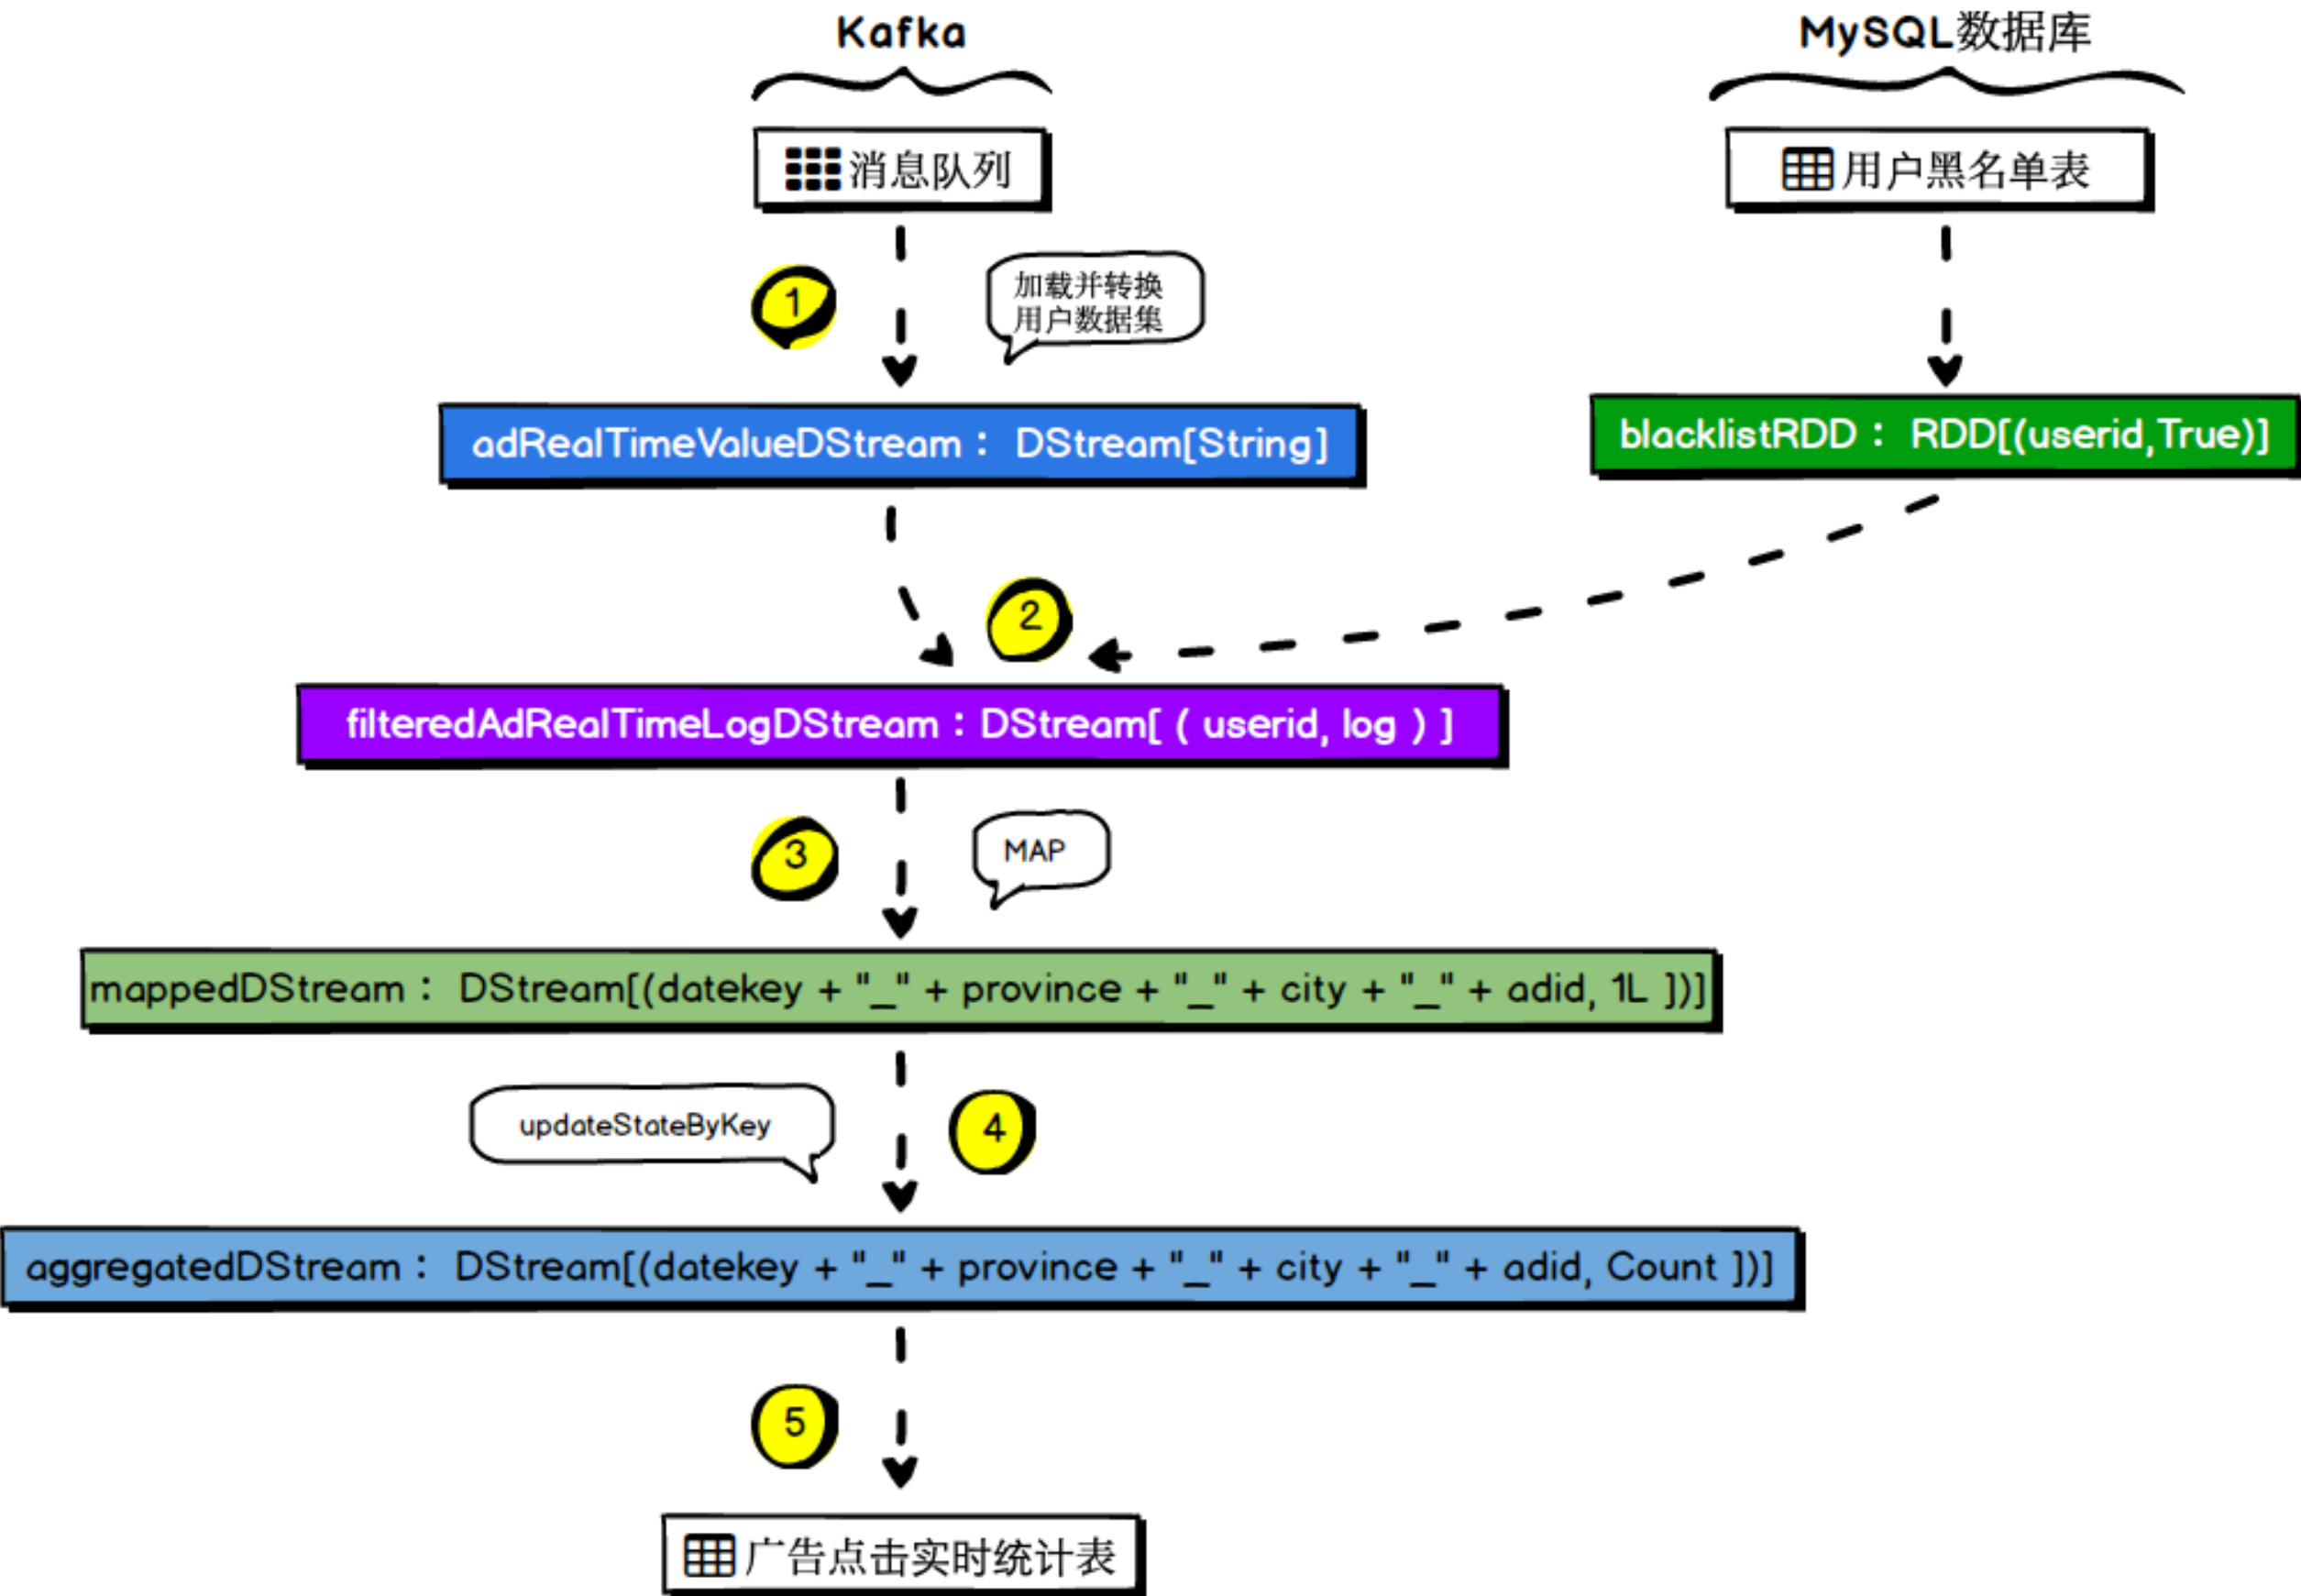 Kafka
MySQL数据库
消息队列
用户黑名单表
1
加载并转换
用户数据集
adRealTimeValueDStream： DStream[String]
blacklistRDD： RDD[(userid,True)]
2
filteredAdRealTimeLogDStream：DStream[ ( userid, log ) ]
3
MAP
mappedDStream： DStream[(datekey + "_" + province + "_" + city + "_" + adid, 1L ])]
updateStateByKey
4
aggregatedDStream： DStream[(datekey + "_" + province + "_" + city + "_" + adid, Count ])]
5
广告点击实时统计表